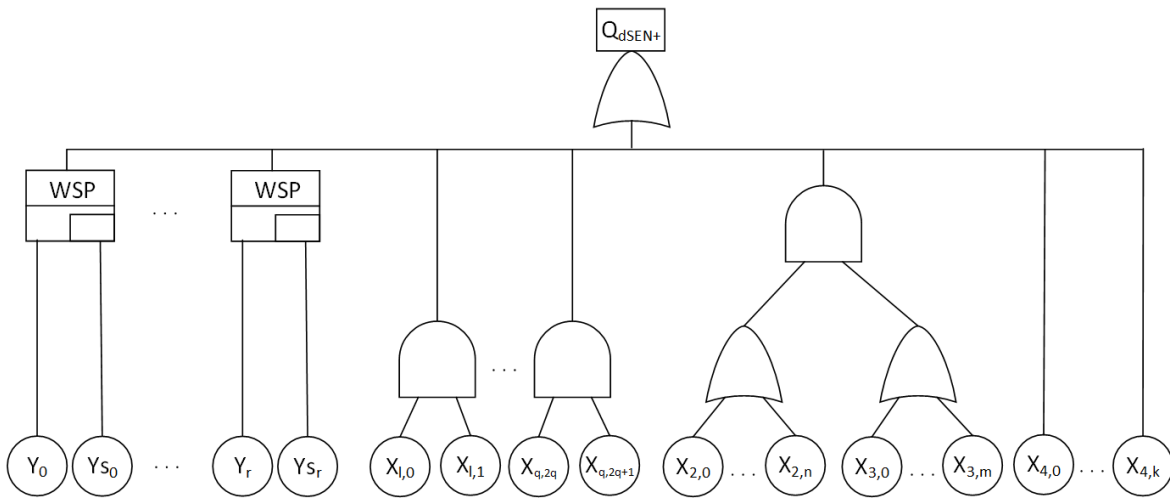 QdSEN+
WSP
WSP
. . .
. . .
Y0
Ys0
. . .
Yr
Ysr
Xl,0
Xl,1
Xq,2q
Xq,2q+1
X2,0
. . .
X2,n
X3,0
. . .
X3,m
X4,0
. . .
X4,k